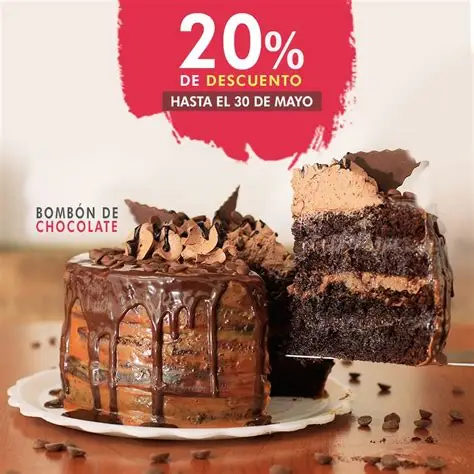 20%
DE DESCUENTO
HASTA EL 30 DE MAYO
BOMBÓN DE
CHOCOLATE